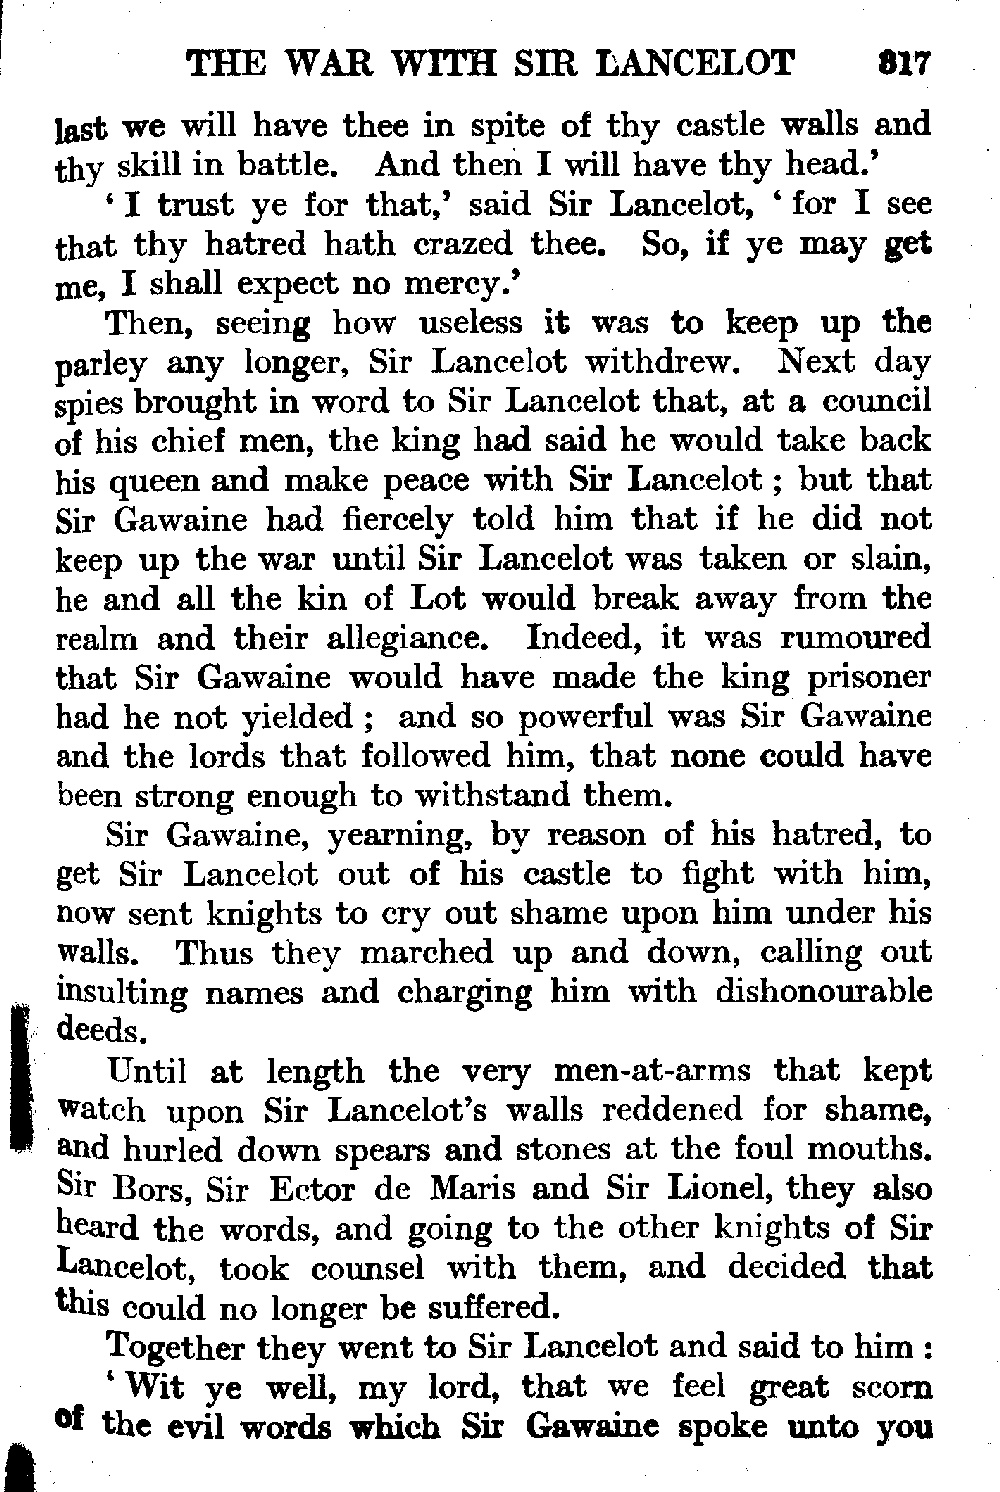 THE WAR WITH SIR LANCELOT 317
last we will have thee in spite of thy castle walls and
thy skill in battle. And then I will have thy head.’
‘ I trust ye for that,’ said Sir Lancelot, ‘ for I see
that thy hatred hath crazed thee. So, if ye may get
me, I shall expect no mercy.’
Then, seeing how useless it was to keep up the
parley any longer, Sir Lancelot withdrew. Next day
spies brought in word to Sir Lancelot that, at a council
of his chief men, the king had said he would take back
his queen and make peace with Sir Lancelot ; but that
Sir Gawaine had fiercely told him that if he did not
keep up the war until Sir Lancelot was taken or slain,
he and all the kin of Lot would break away from the
realm and their allegiance. Indeed, it was rumoured
that Sir Gawaine would have made the king prisoner
had he not yielded ; and so powerful was Sir Gawaine
and the lords that followed him, that none could have
been strong enough to withstand them.
Sir Gawaine, yearning, by reason of his hatred, to
get Sir Lancelot out of his castle to fight with him,
now sent knights to cry out shame upon him under his
walls. Thus they marched up and down, calling out
insulting names and charging him with dishonourable
deeds.
Until at length the very men-at-arms that kept
watch upon Sir Lancelot’s walls reddened for shame,
and hurled down spears and stones at the foul mouths.
Sir Bors, Sir Ector de Maris and Sir Lionel, they also
heard the words, and going to the other knights of Sir
Lancelot, took counsel with them, and decided that
this could no longer be suffered.
Together they went to Sir Lancelot and said to him :
‘ Wit ye well, my lord, that we feel great scorn
of the evil words which Sir Gawaine spoke unto you